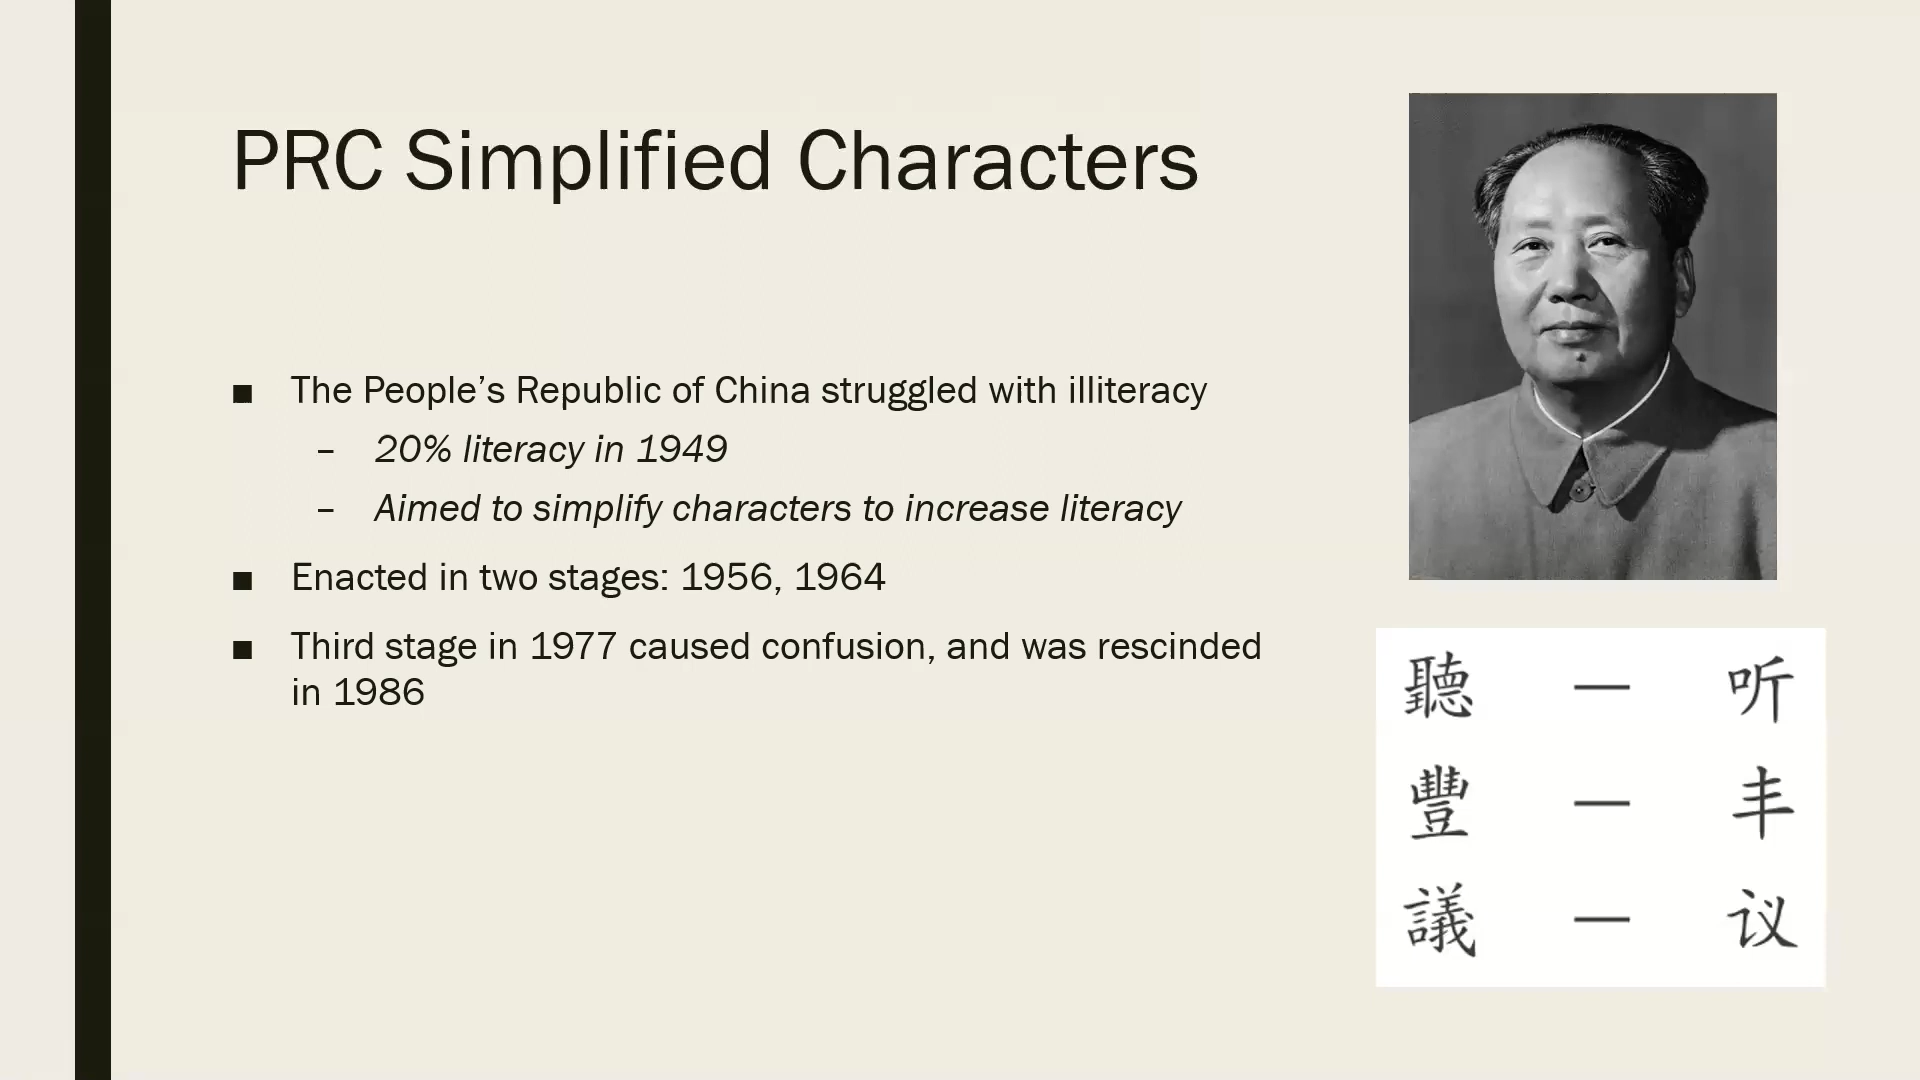 PRC Simplified Characters
■ The People’s Republic of China struggled with illiteracy
– 20% literacy in 1949
– Aimed to simplify characters to increase literacy
■ Enacted in two stages: 1956, 1964
■ Third stage in 1977 caused confusion, and was rescinded
in 1986
聽 — 听
豐 — 丰
議 — 议